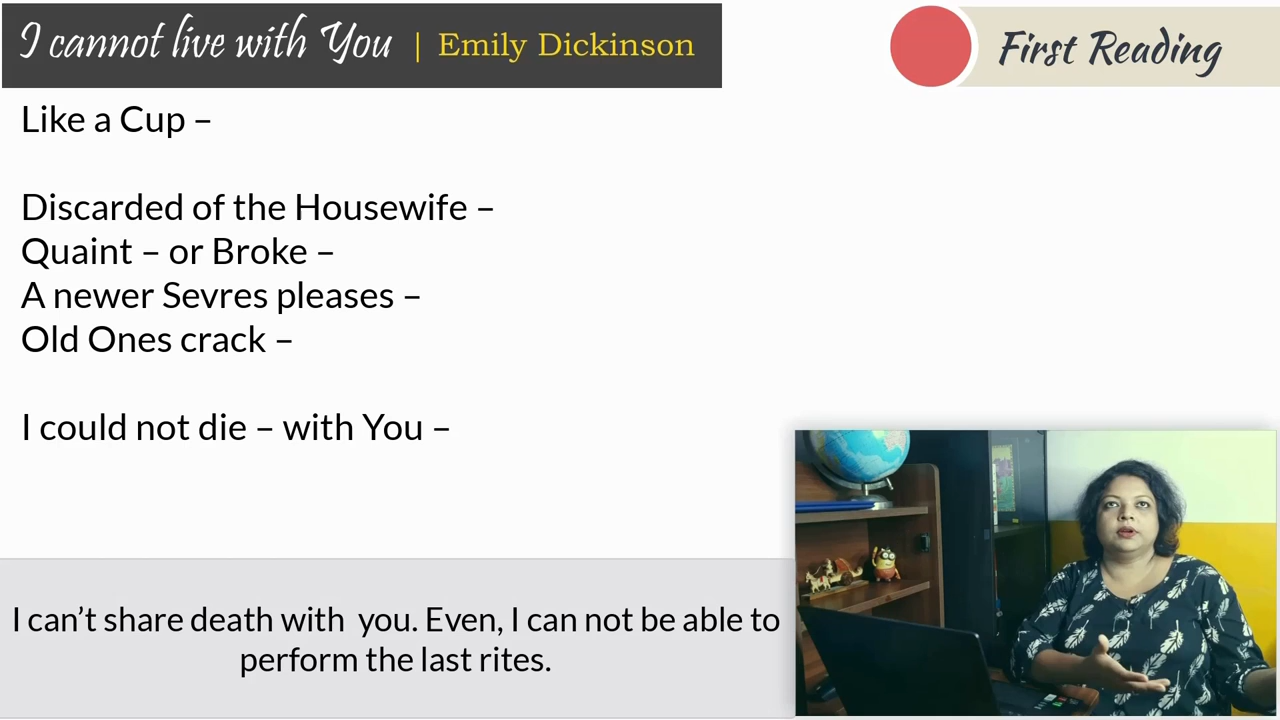 I cannot live with You | Emily Dickinson
First Reading
Like a Cup –
Discarded of the Housewife –
Quaint – or Broke –
A newer Sevres pleases –
Old Ones crack –
I could not die – with You –
I can't share death with you. Even, I can not be able to
perform the last rites.